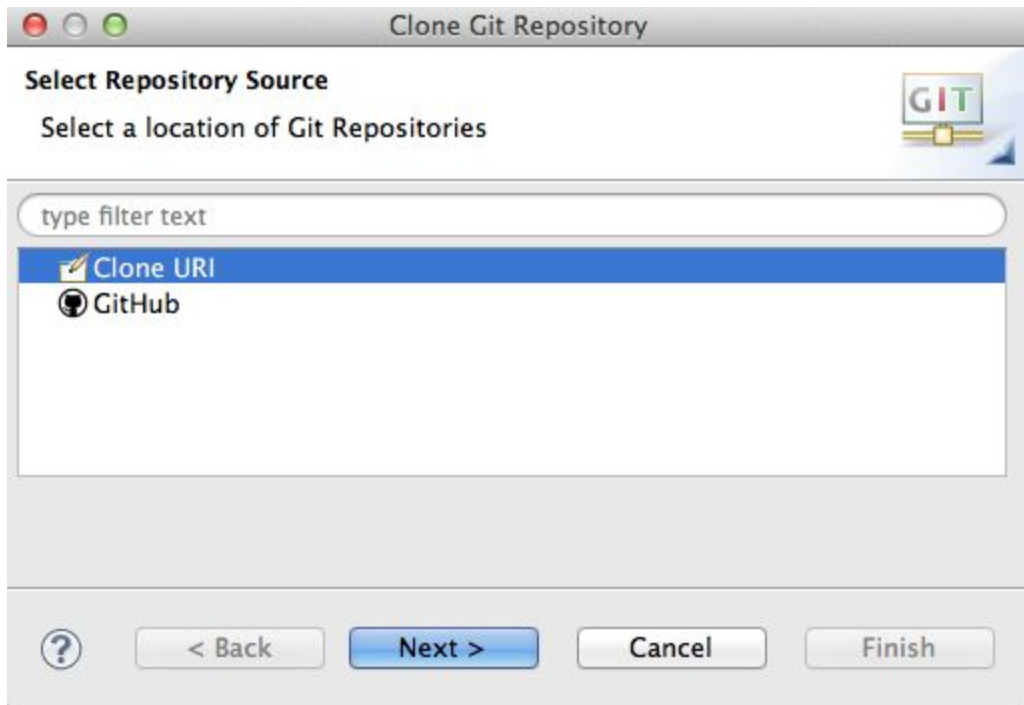 Clone Git Repository
Select Repository Source
Select a location of Git Repositories
GIT
type filter text
Clone URI
GitHub
? < Back Next > Cancel Finish